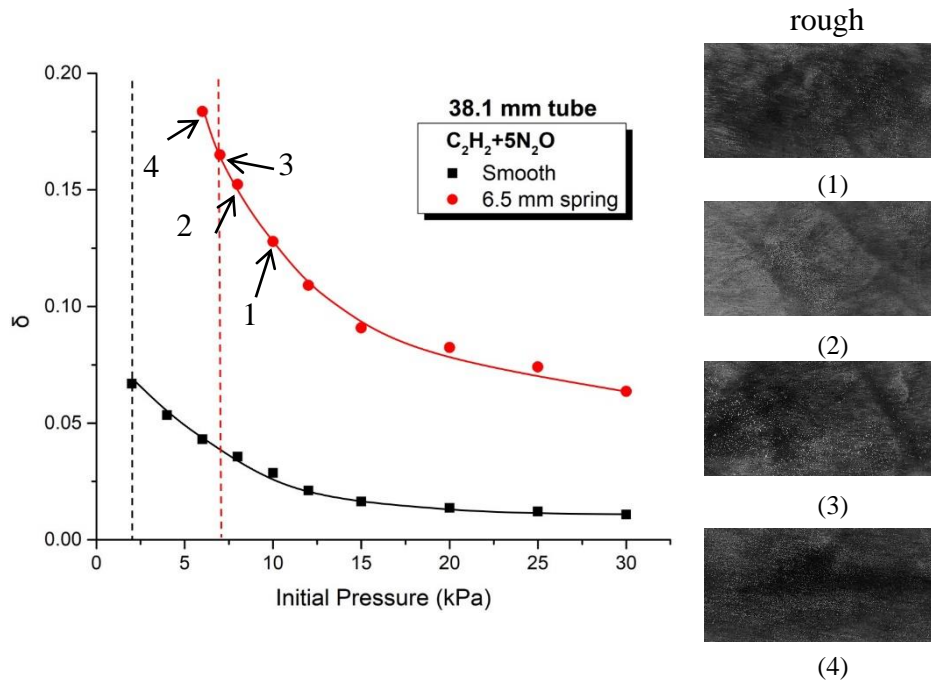 rough
0.20
0.15
0.10
0.05
0.00
δ
0
5
10
15
20
25
30
Initial Pressure (kPa)
38.1 mm tube
C₂H₂+5N₂O
Smooth
6.5 mm spring
4
3
2
1
(1)
(2)
(3)
(4)